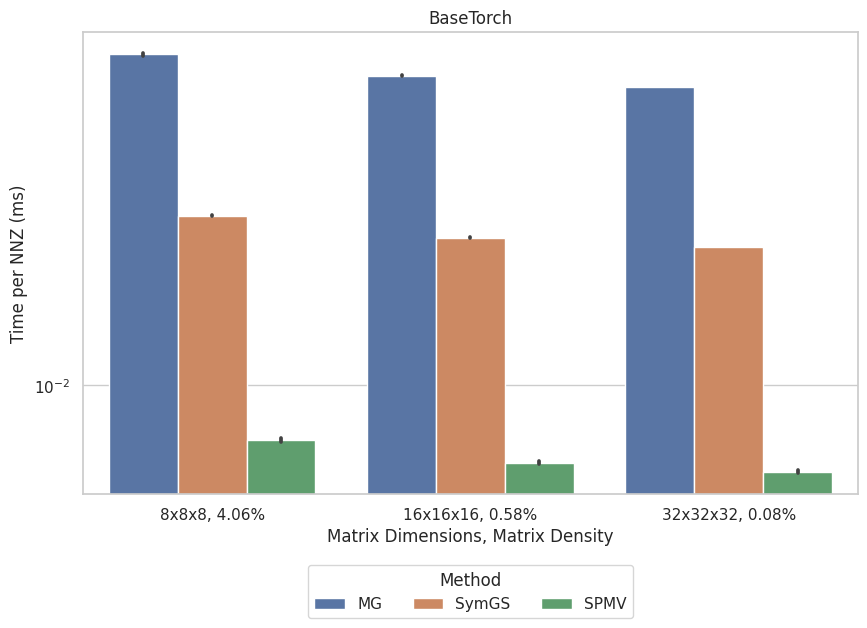 BaseTorch
Time per NNZ (ms)
10⁻²
8x8x8, 4.06%
16x16x16, 0.58%
32x32x32, 0.08%
Matrix Dimensions, Matrix Density
Method
MG
SymGS
SPMV